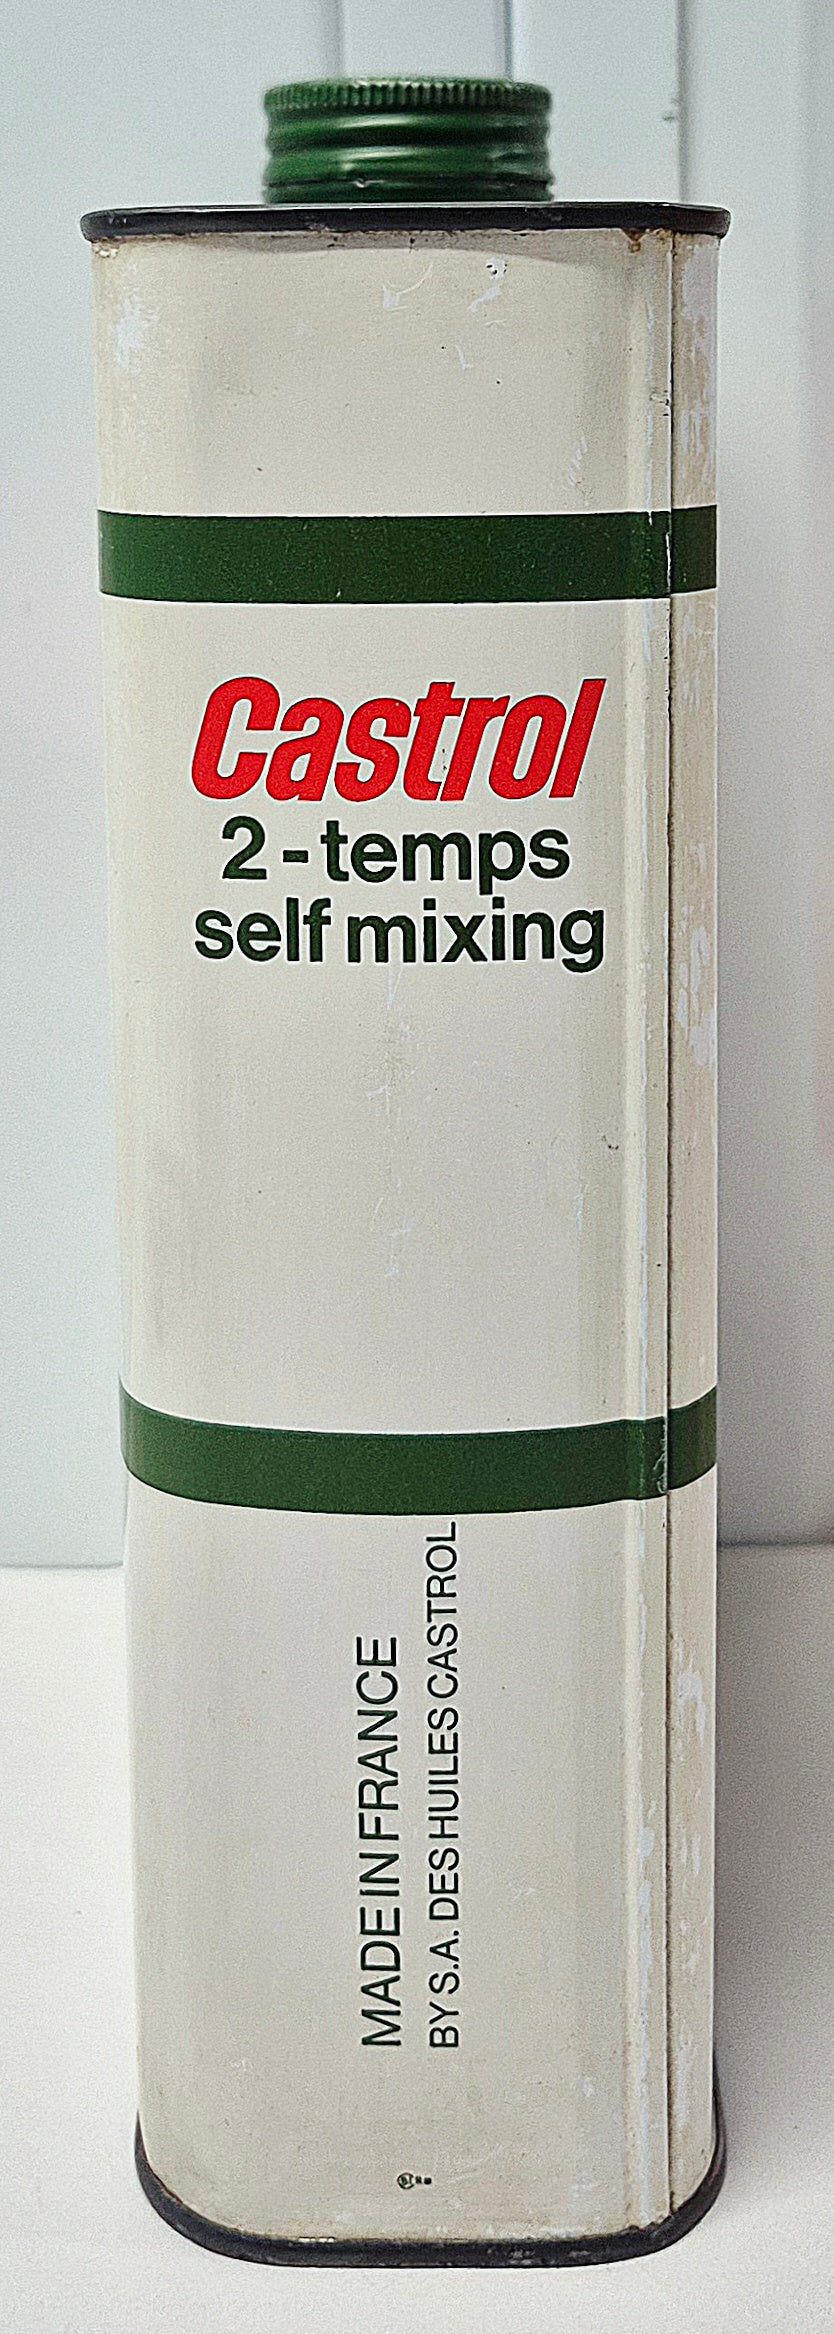 Castrol
2-temps
self mixing
MADE IN FRANCE
BY S.A. DES HUILES CASTROL